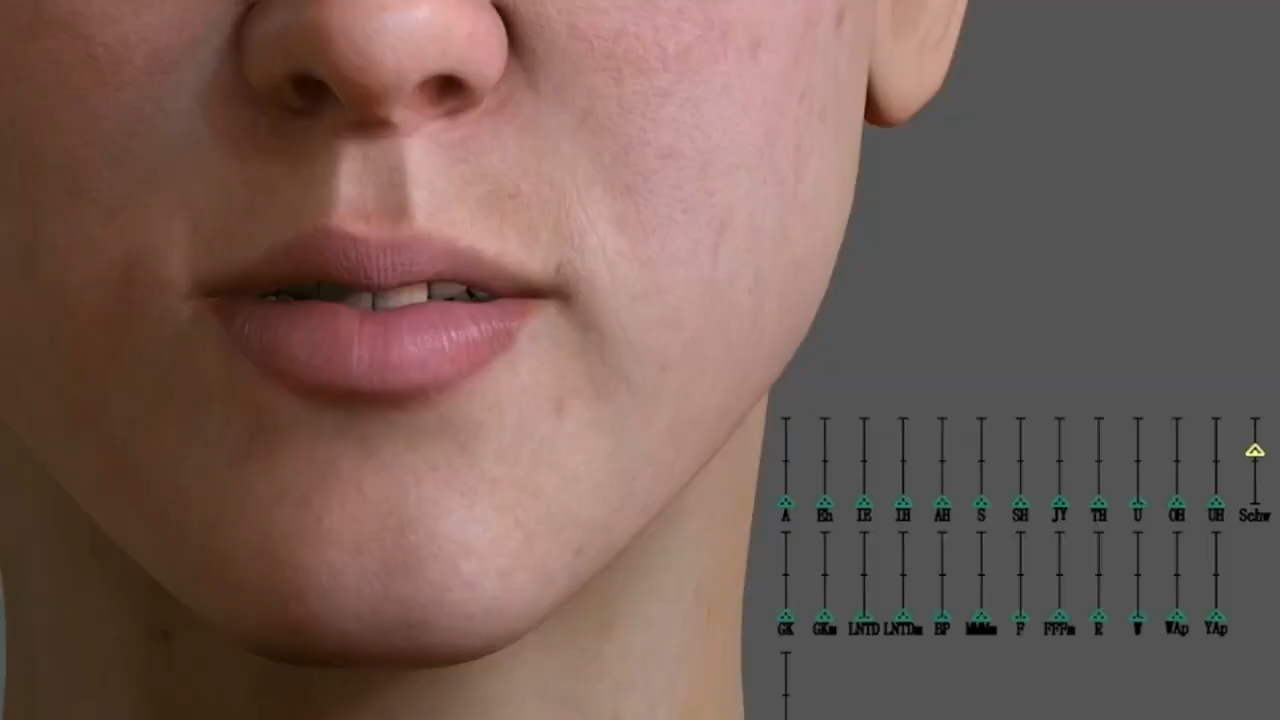 A Eh IE IH AH S SH JY TH U OH UH Schw
GK GKm LNTD LNTDm BP MMMm F FFFm R W WAp YAp